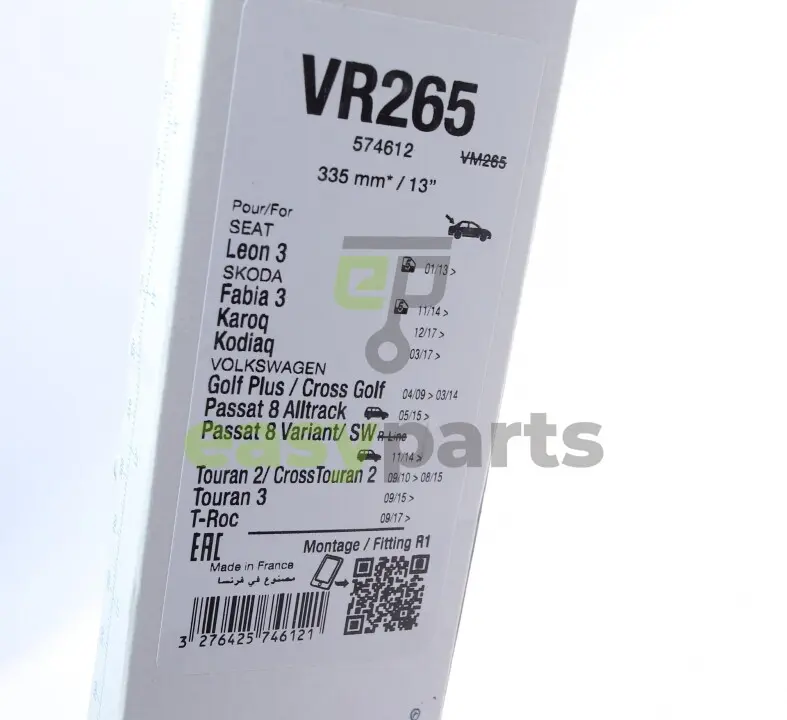 VR265
574612 VM265
335 mm* / 13"
Pour/For
SEAT
Leon 3 5 01/13 >
SKODA
Fabia 3 5 11/14 >
Karoq 12/17 >
Kodiaq 03/17 >
VOLKSWAGEN
Golf Plus / Cross Golf 04/09 > 03/14
Passat 8 Alltrack 05/15 >
Passat 8 Variant/ SW R-Line
11/14 >
Touran 2/ CrossTouran 2 09/10 > 08/15
Touran 3 09/15 >
T-Roc 09/17 >
EAC Montage / Fitting R1
Made in France
مصنوع في فرنسا
3 276425 746121
ep
easyparts